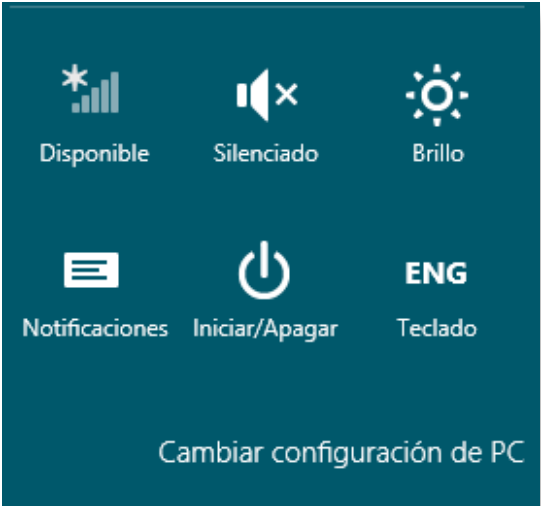 Disponible
Silenciado
Brillo
ENG
Notificaciones
Iniciar/Apagar
Teclado
Cambiar configuración de PC